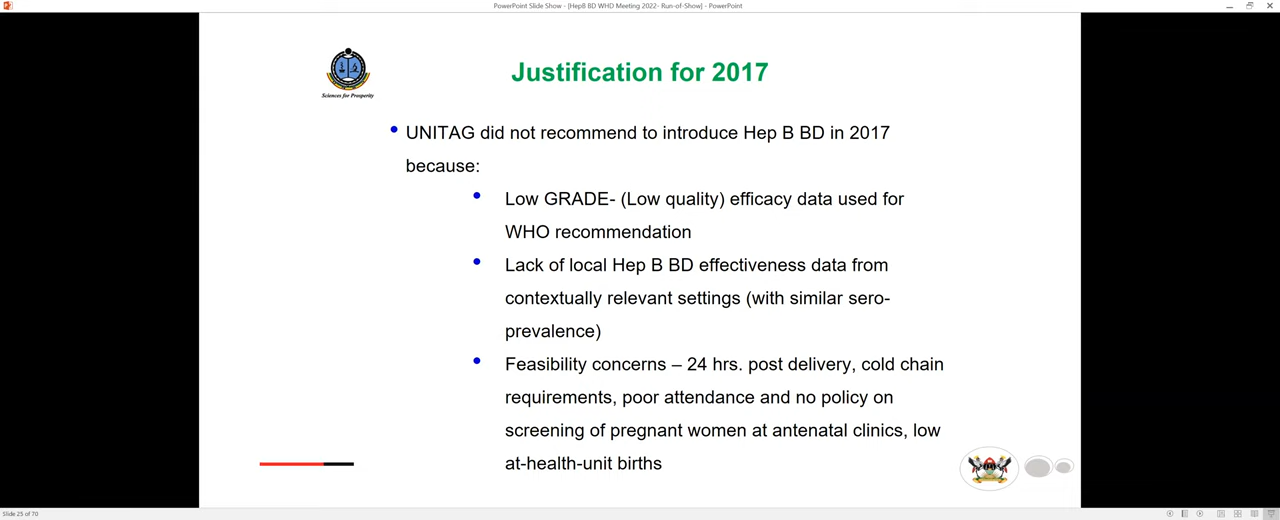 PowerPoint Slide Show - [HepB BD WHD Meeting 2022- Run-of-Show] - PowerPoint
Justification for 2017
Sciences for Prosperity
UNITAG did not recommend to introduce Hep B BD in 2017
because:
Low GRADE- (Low quality) efficacy data used for
WHO recommendation
Lack of local Hep B BD effectiveness data from
contextually relevant settings (with similar sero-
prevalence)
Feasibility concerns – 24 hrs. post delivery, cold chain
requirements, poor attendance and no policy on
screening of pregnant women at antenatal clinics, low
at-health-unit births
Slide 25 of 70